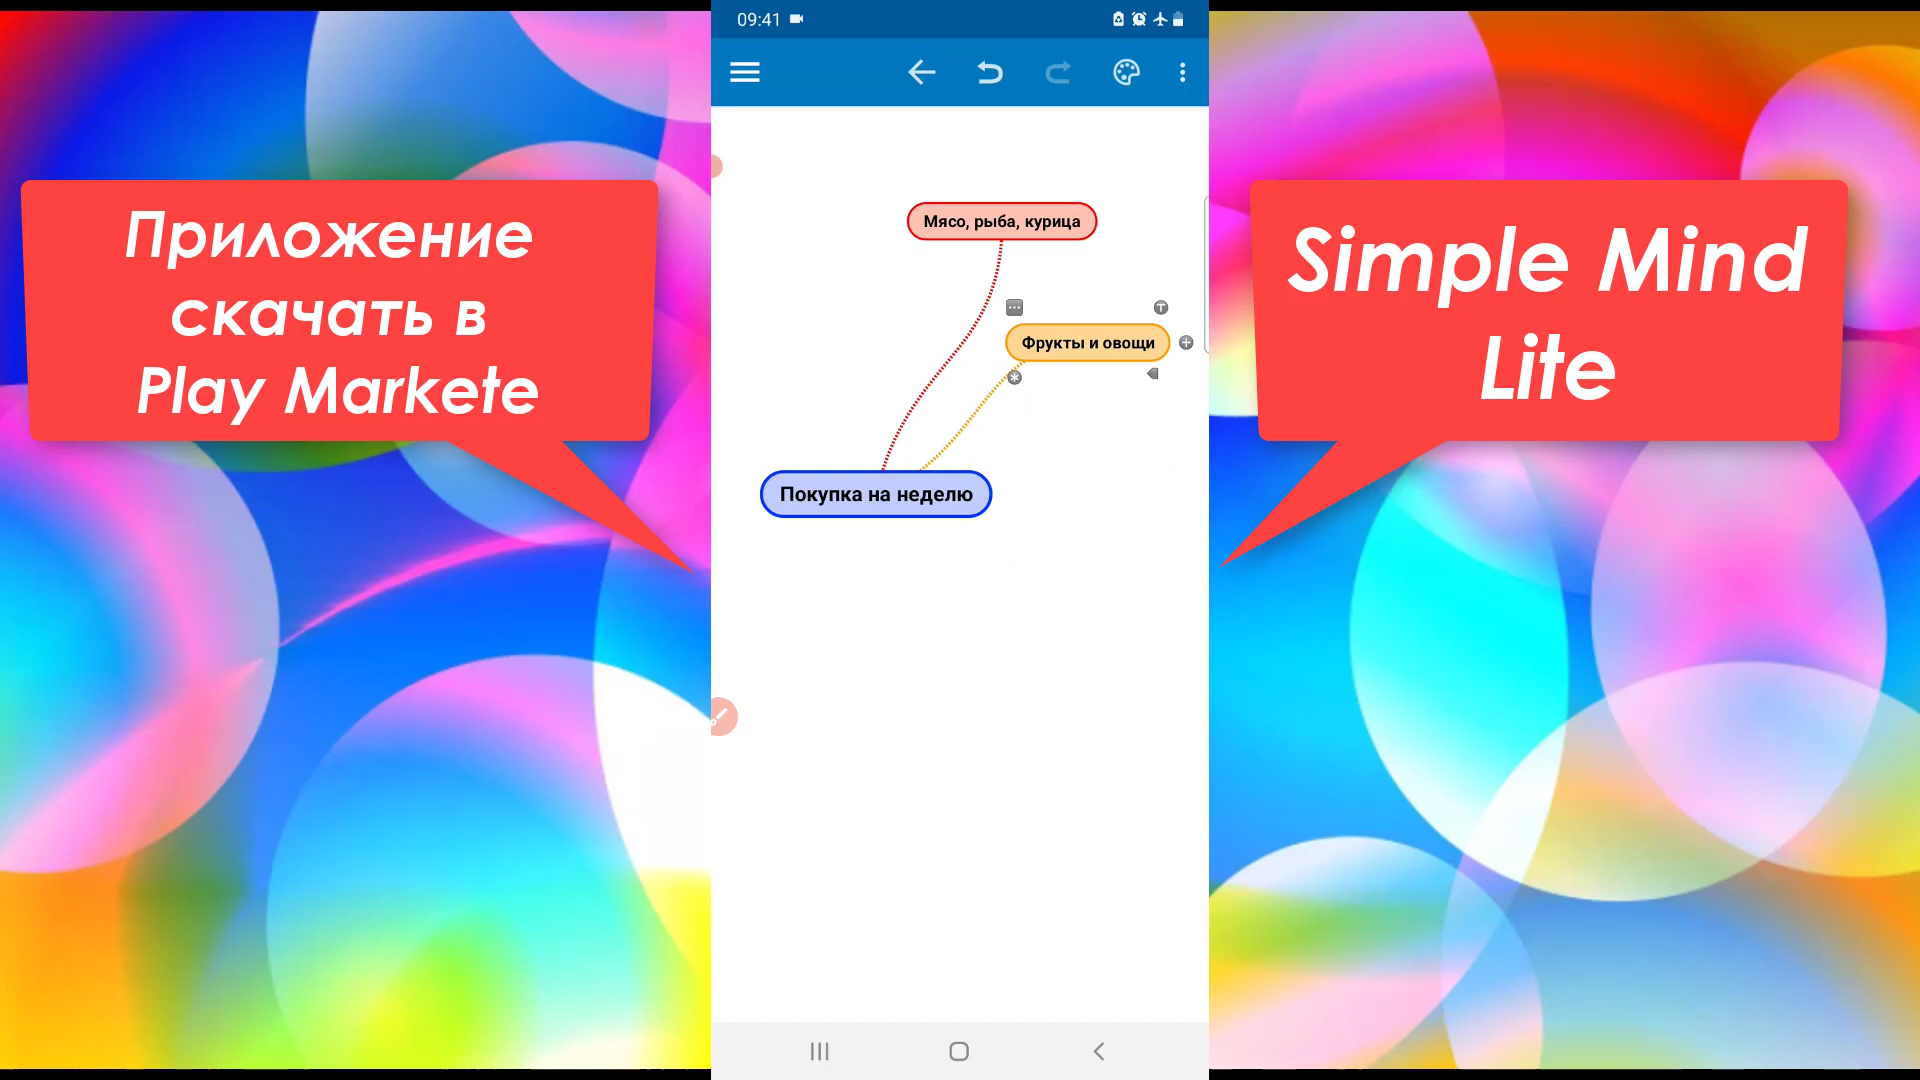 09:41
Приложение
скачать в
Play Markete
Мясо, рыба, курица
Фрукты и овощи
Покупка на неделю
Simple Mind
Lite